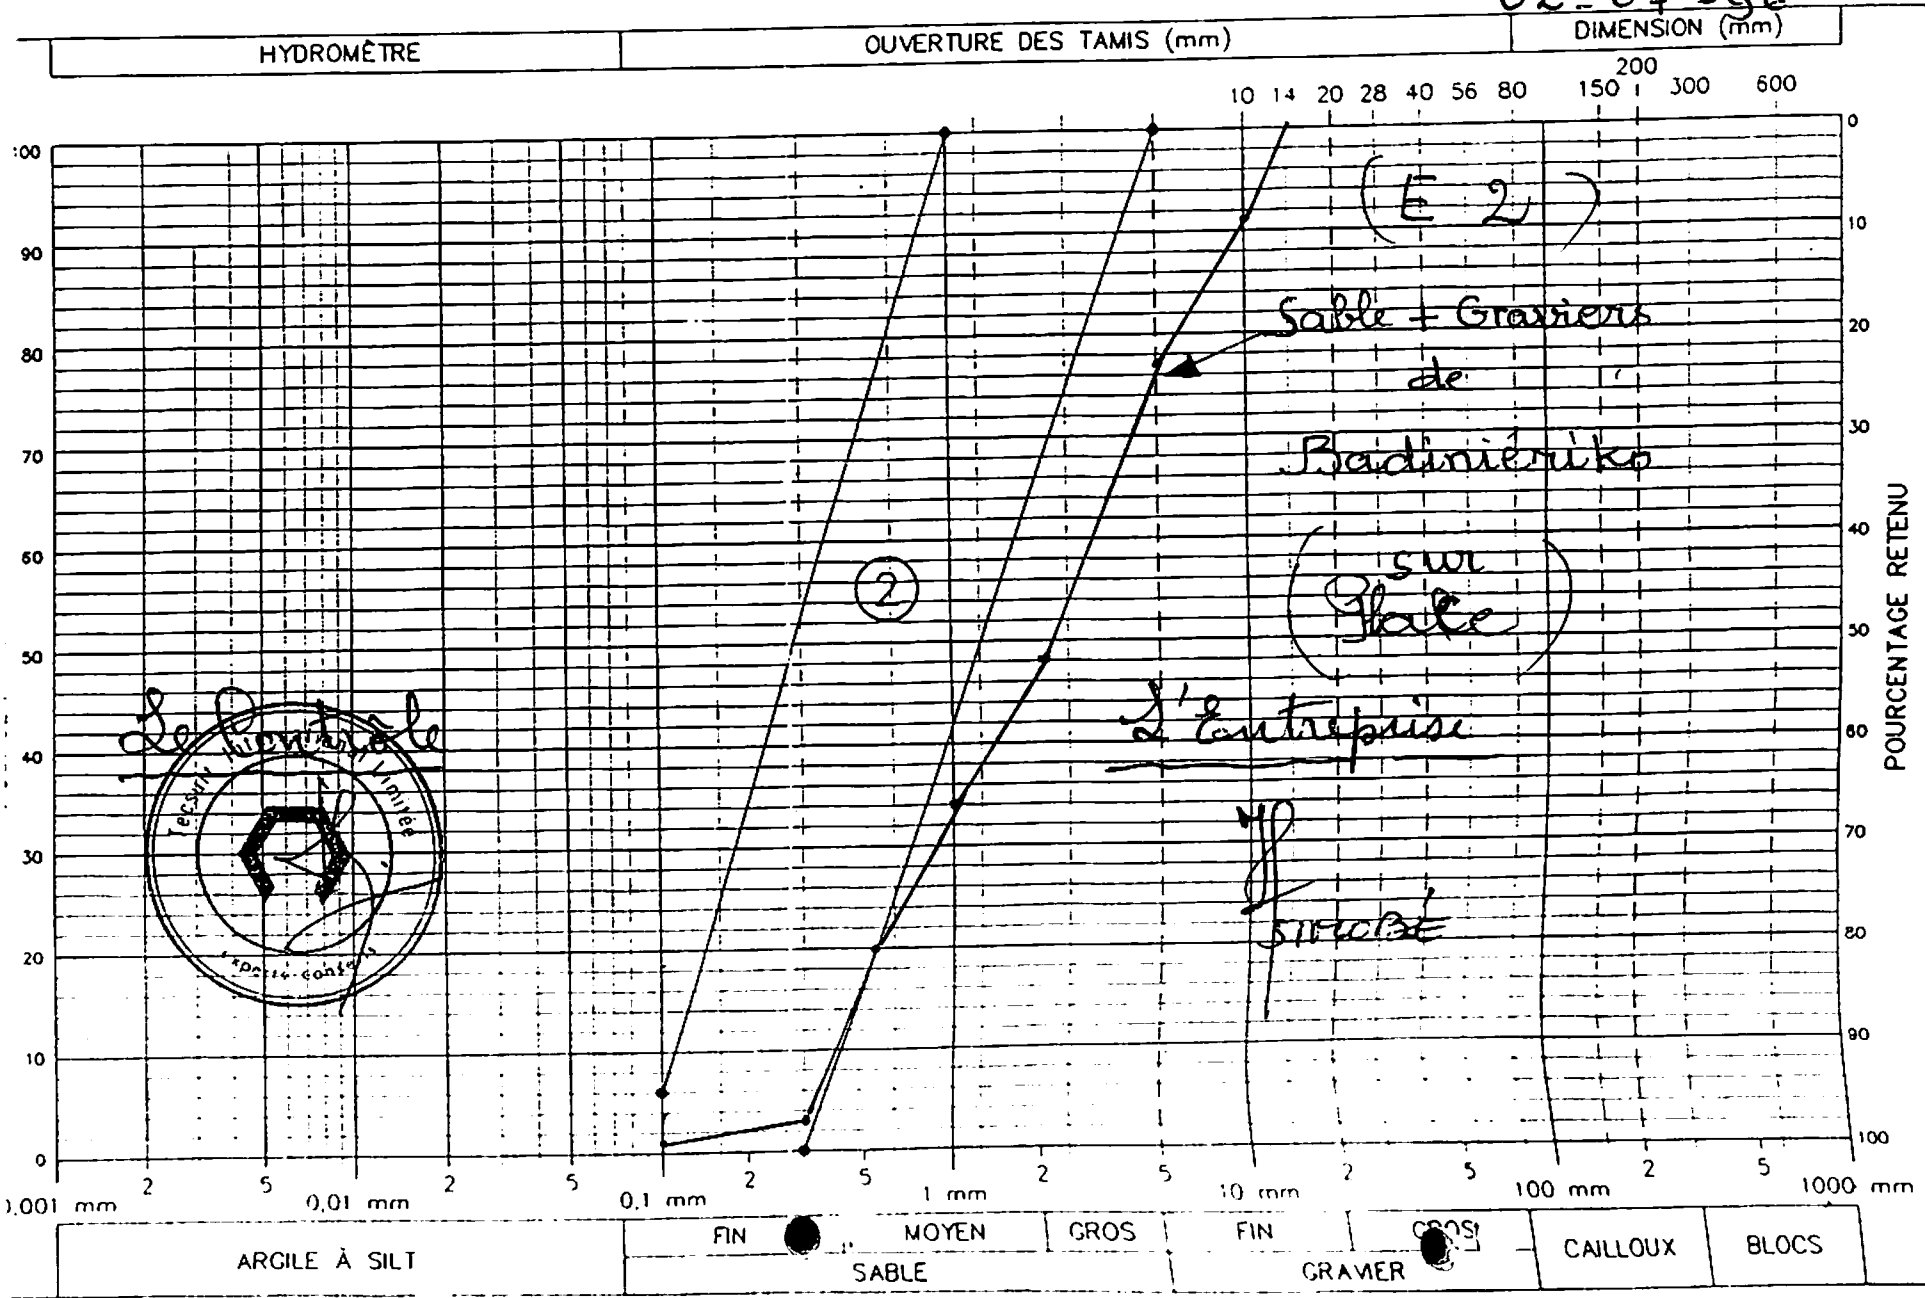 HYDROMÈTRE OUVERTURE DES TAMIS (mm) DIMENSION (mm)
200
10 14 20 28 40 56 80 150 300 600
100 0
90 10
80 20
70 30
60 40
50 50
40 60
30 70
20 80
10 90
0 100
POURCENTAGE RETENU
(E 2)
Sable + Graviers
de
Badiniériko
(sur
Plate)
2
Le Contrôle
L'Entreprise
Limitée
2 5 2 5 2 5 2 5 2 5 2 5
0,01 mm 0,1 mm 1 mm 10 mm 100 mm 1000 mm
ARGILE À SILT
FIN MOYEN GROS FIN GROS
SABLE GRAVIER
CAILLOUX BLOCS